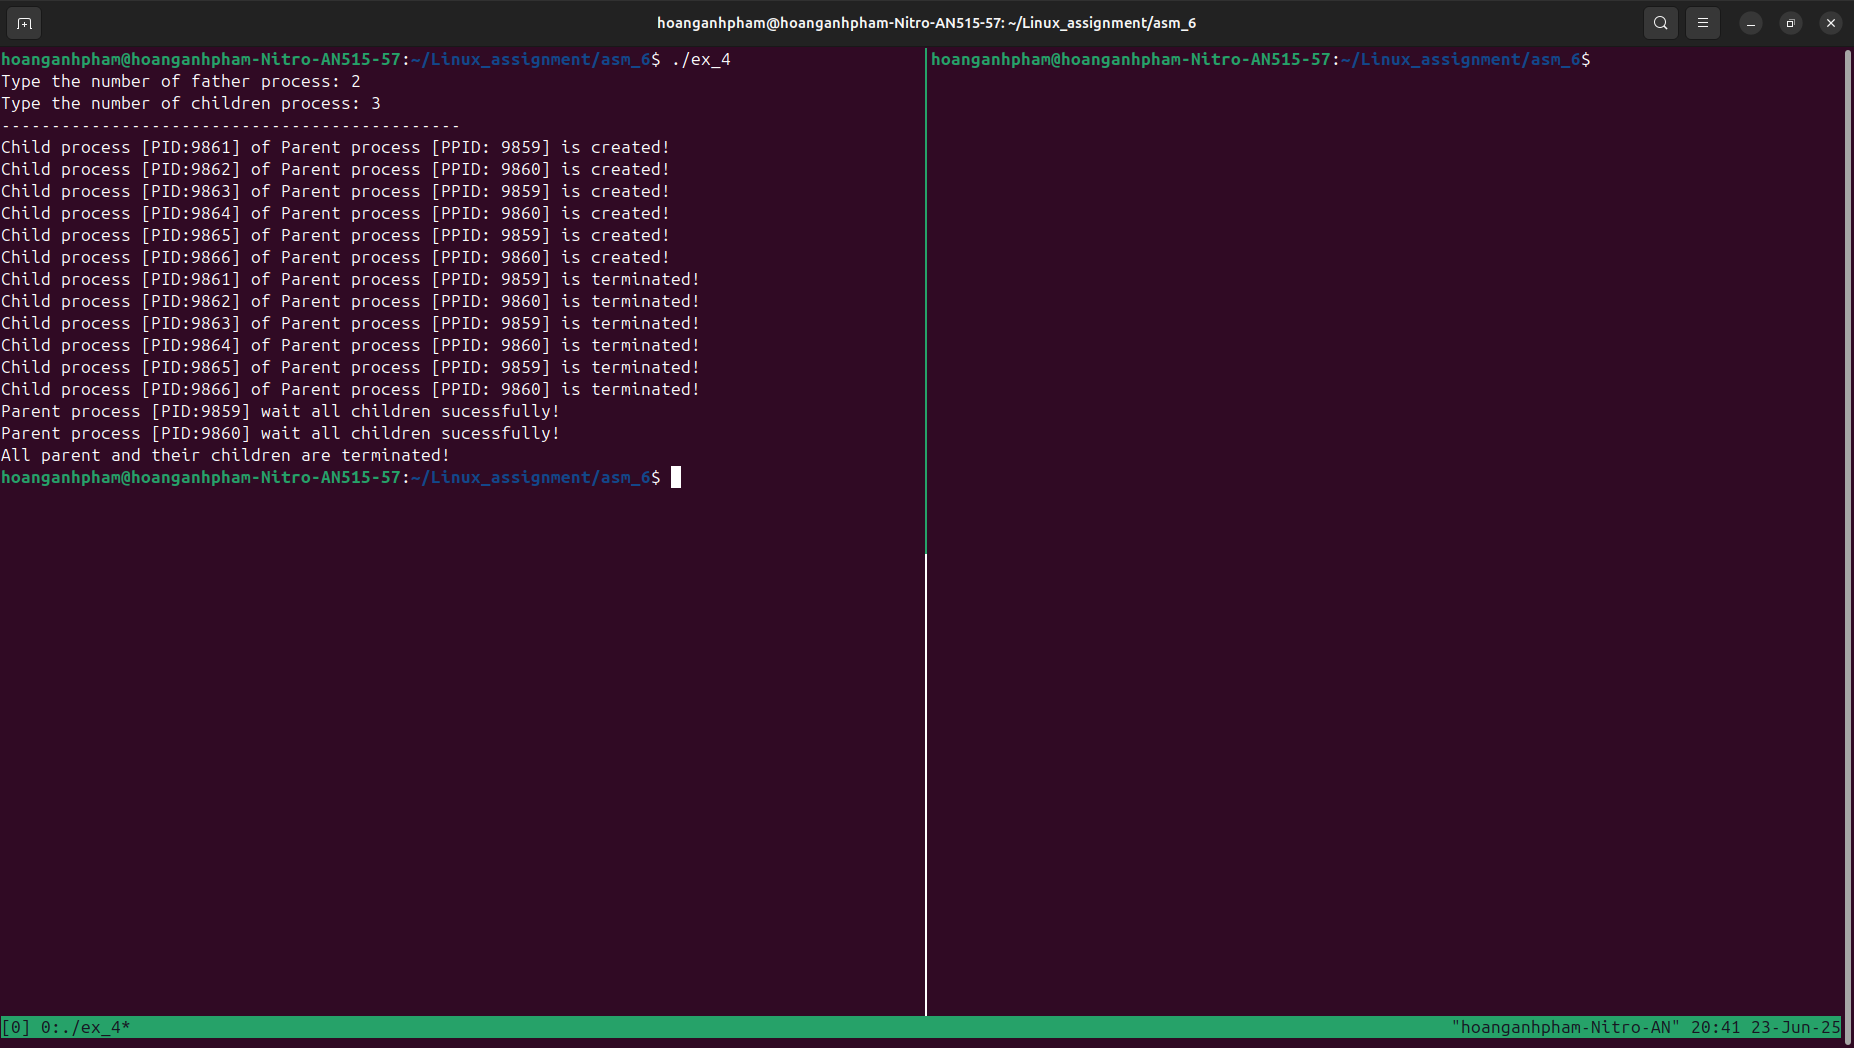 hoanganhpham@hoanganhpham-Nitro-AN515-57: ~/Linux_assignment/asm_6
hoanganhpham@hoanganhpham-Nitro-AN515-57:~/Linux_assignment/asm_6$ ./ex_4
Type the number of father process: 2
Type the number of children process: 3
----------------------------------------------
Child process [PID:9861] of Parent process [PPID: 9859] is created!
Child process [PID:9862] of Parent process [PPID: 9860] is created!
Child process [PID:9863] of Parent process [PPID: 9859] is created!
Child process [PID:9864] of Parent process [PPID: 9860] is created!
Child process [PID:9865] of Parent process [PPID: 9859] is created!
Child process [PID:9866] of Parent process [PPID: 9860] is created!
Child process [PID:9861] of Parent process [PPID: 9859] is terminated!
Child process [PID:9862] of Parent process [PPID: 9860] is terminated!
Child process [PID:9863] of Parent process [PPID: 9859] is terminated!
Child process [PID:9864] of Parent process [PPID: 9860] is terminated!
Child process [PID:9865] of Parent process [PPID: 9859] is terminated!
Child process [PID:9866] of Parent process [PPID: 9860] is terminated!
Parent process [PID:9859] wait all children sucessfully!
Parent process [PID:9860] wait all children sucessfully!
All parent and their children are terminated!
hoanganhpham@hoanganhpham-Nitro-AN515-57:~/Linux_assignment/asm_6$
hoanganhpham@hoanganhpham-Nitro-AN515-57:~/Linux_assignment/asm_6$
[0] 0:./ex_4*
"hoanganhpham-Nitro-AN" 20:41 23-Jun-25